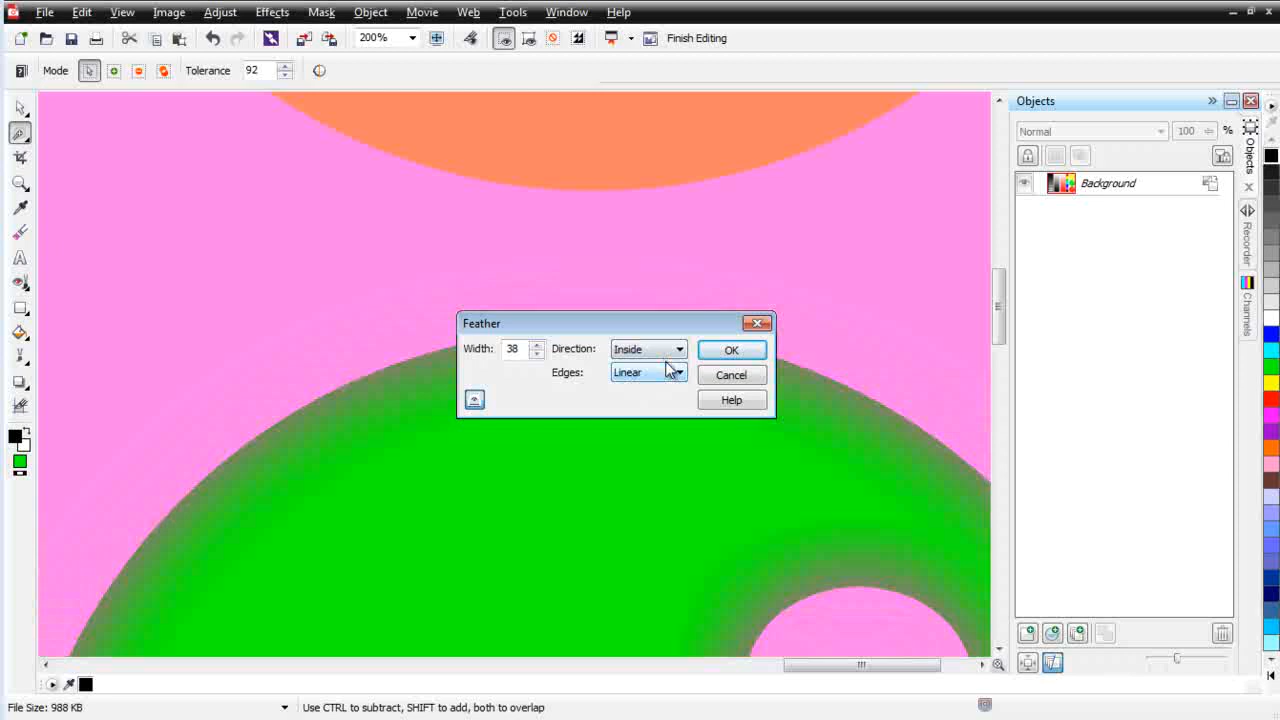 File Edit View Image Adjust Effects Mask Object Movie Web Tools Window Help
200% Finish Editing
Mode Tolerance 92
Objects
Normal 100 %
Background
Objects
Recorder
Channels
Feather
Width: 38 Direction: Inside OK
Edges: Linear Cancel
Help
File Size: 988 KB Use CTRL to subtract, SHIFT to add, both to overlap